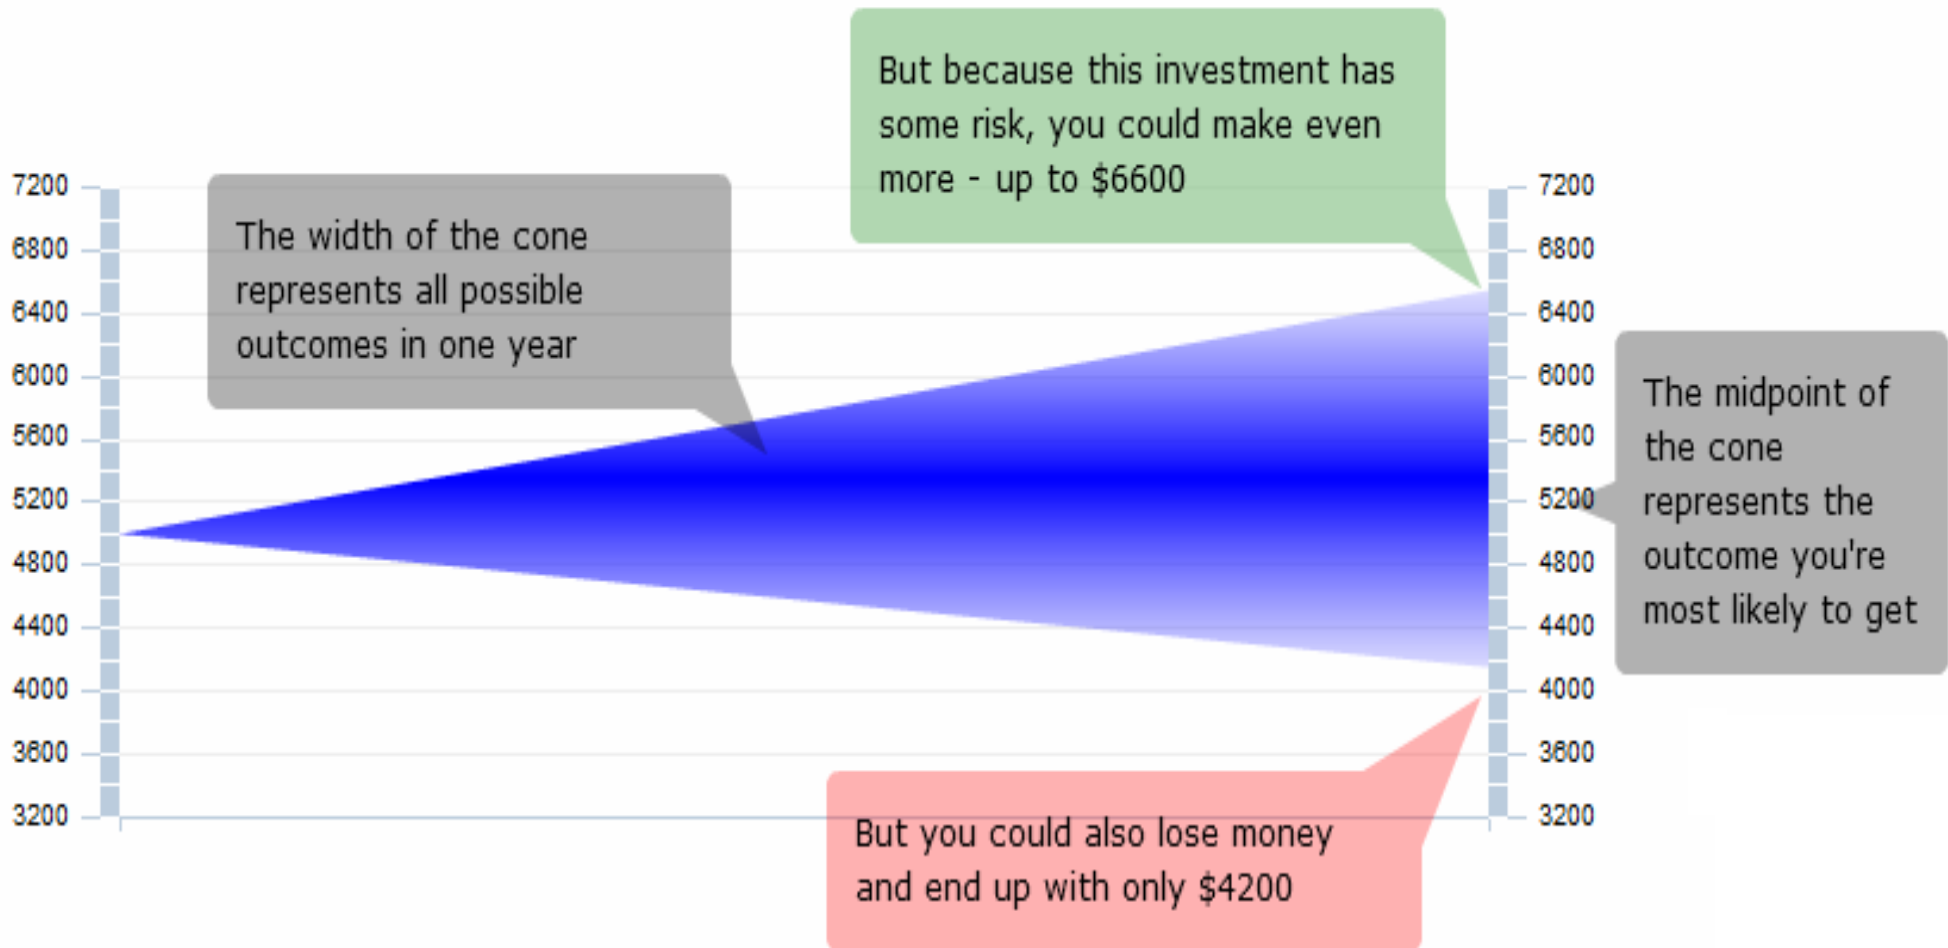 But because this investment has
some risk, you could make even
more - up to $6600
The width of the cone
represents all possible
outcomes in one year
7200
6800
6400
6000
5600
5200
4800
4400
4000
3600
3200
7200
6800
6400
6000
5600
5200
4800
4400
4000
3600
3200
The midpoint of
the cone
represents the
outcome you're
most likely to get
But you could also lose money
and end up with only $4200